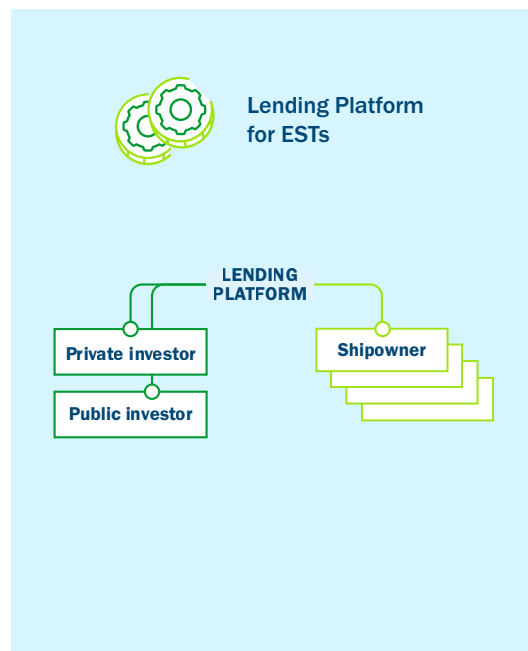 Lending Platform
for ESTs
LENDING
PLATFORM
Private investor
Shipowner
Public investor